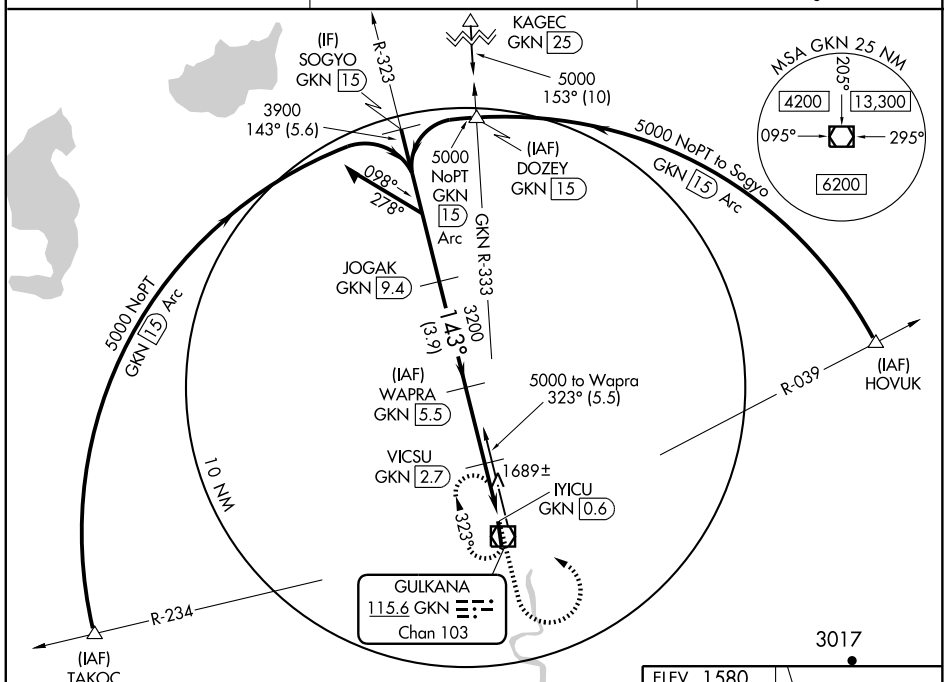 KAGEC
GKN 25
R-323
(IF)
SOGYO
GKN 15
5000
153° (10)
3900
143° (5.6)
MSA GKN 25 NM
205°
4200
13,300
095°
295°
6200
5000 NoPT to Sogyo
GKN 15 Arc
(IAF)
DOZEY
GKN 15
5000
NoPT
GKN
15
Arc
098°
278°
GKN R-333
JOGAK
GKN 9.4
5000 NoPT
GKN 15 Arc
143°
3200
(3.9)
(IAF)
HOVUK
R-039
(IAF)
WAPRA
GKN 5.5
5000 to Wapra
323° (5.5)
VICSU
GKN 2.7
1689±
IYICU
GKN 0.6
10 NM
323°
GULKANA
115.6 GKN
Chan 103
R-234
(IAF)
TAKOC
3017
ELEV 1580